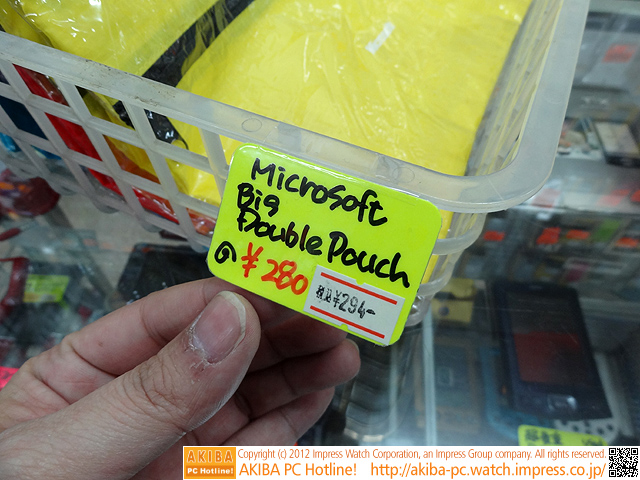 Microsoft
Big
Double Pouch
¥280
税込¥294-
AKIBA PC Hotline!
Copyright (c) 2012 Impress Watch Corporation, an Impress Group company. All rights reserved.
AKIBA PC Hotline! http://akiba-pc.watch.impress.co.jp/